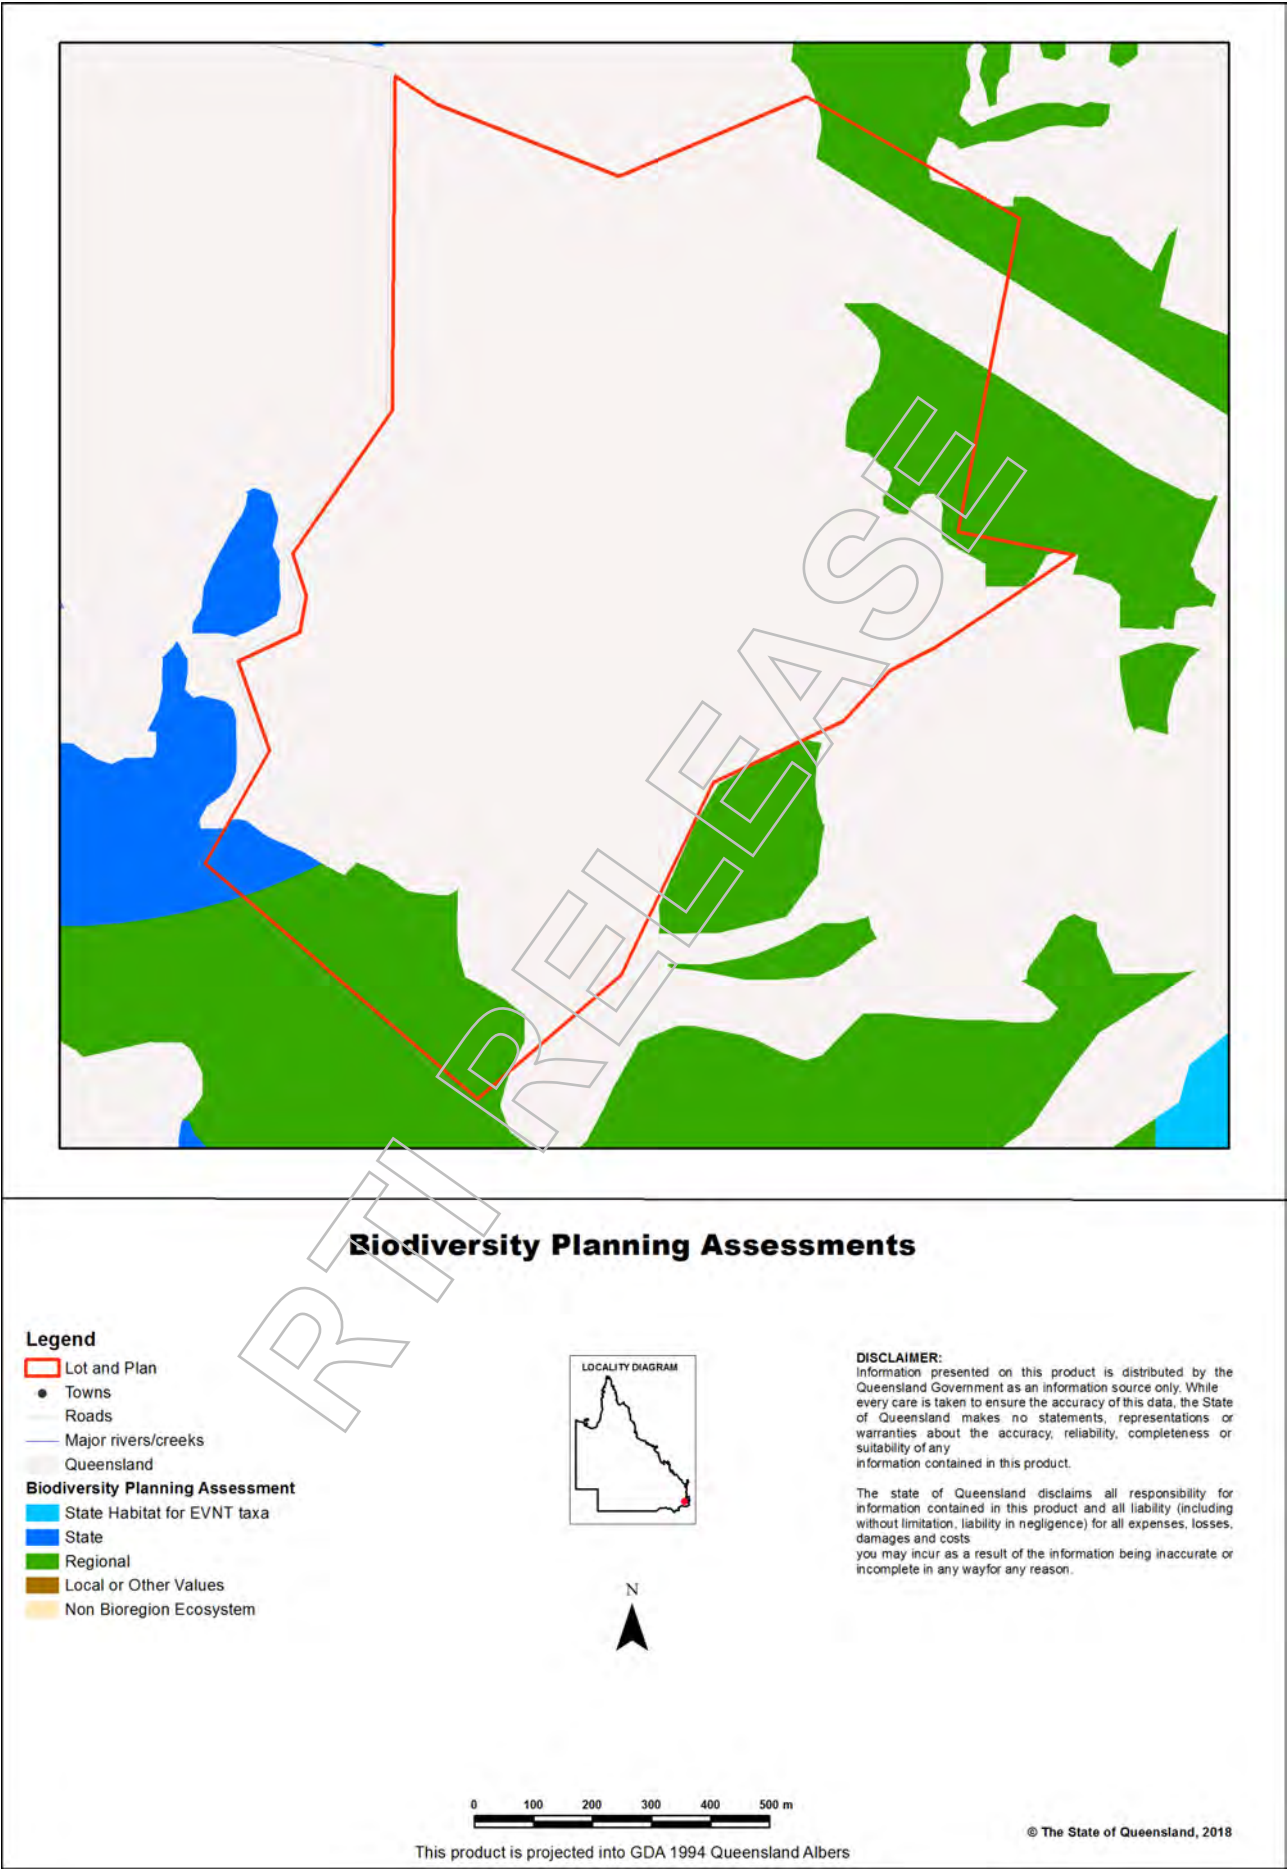 RTI RELEASE
Biodiversity Planning Assessments
Legend
Lot and Plan
Towns
Roads
Major rivers/creeks
Queensland
Biodiversity Planning Assessment
State Habitat for EVNT taxa
State
Regional
Local or Other Values
Non Bioregion Ecosystem
LOCALITY DIAGRAM
N
DISCLAIMER:
Information presented on this product is distributed by the
Queensland Government as an information source only. While
every care is taken to ensure the accuracy of this data, the State
of Queensland makes no statements, representations or
warranties about the accuracy, reliability, completeness or
suitability of any
information contained in this product.
The state of Queensland disclaims all responsibility for
information contained in this product and all liability (including
without limitation, liability in negligence) for all expenses, losses,
damages and costs
you may incur as a result of the information being inaccurate or
incomplete in any wayfor any reason.
0 100 200 300 400 500 m
This product is projected into GDA 1994 Queensland Albers
© The State of Queensland, 2018